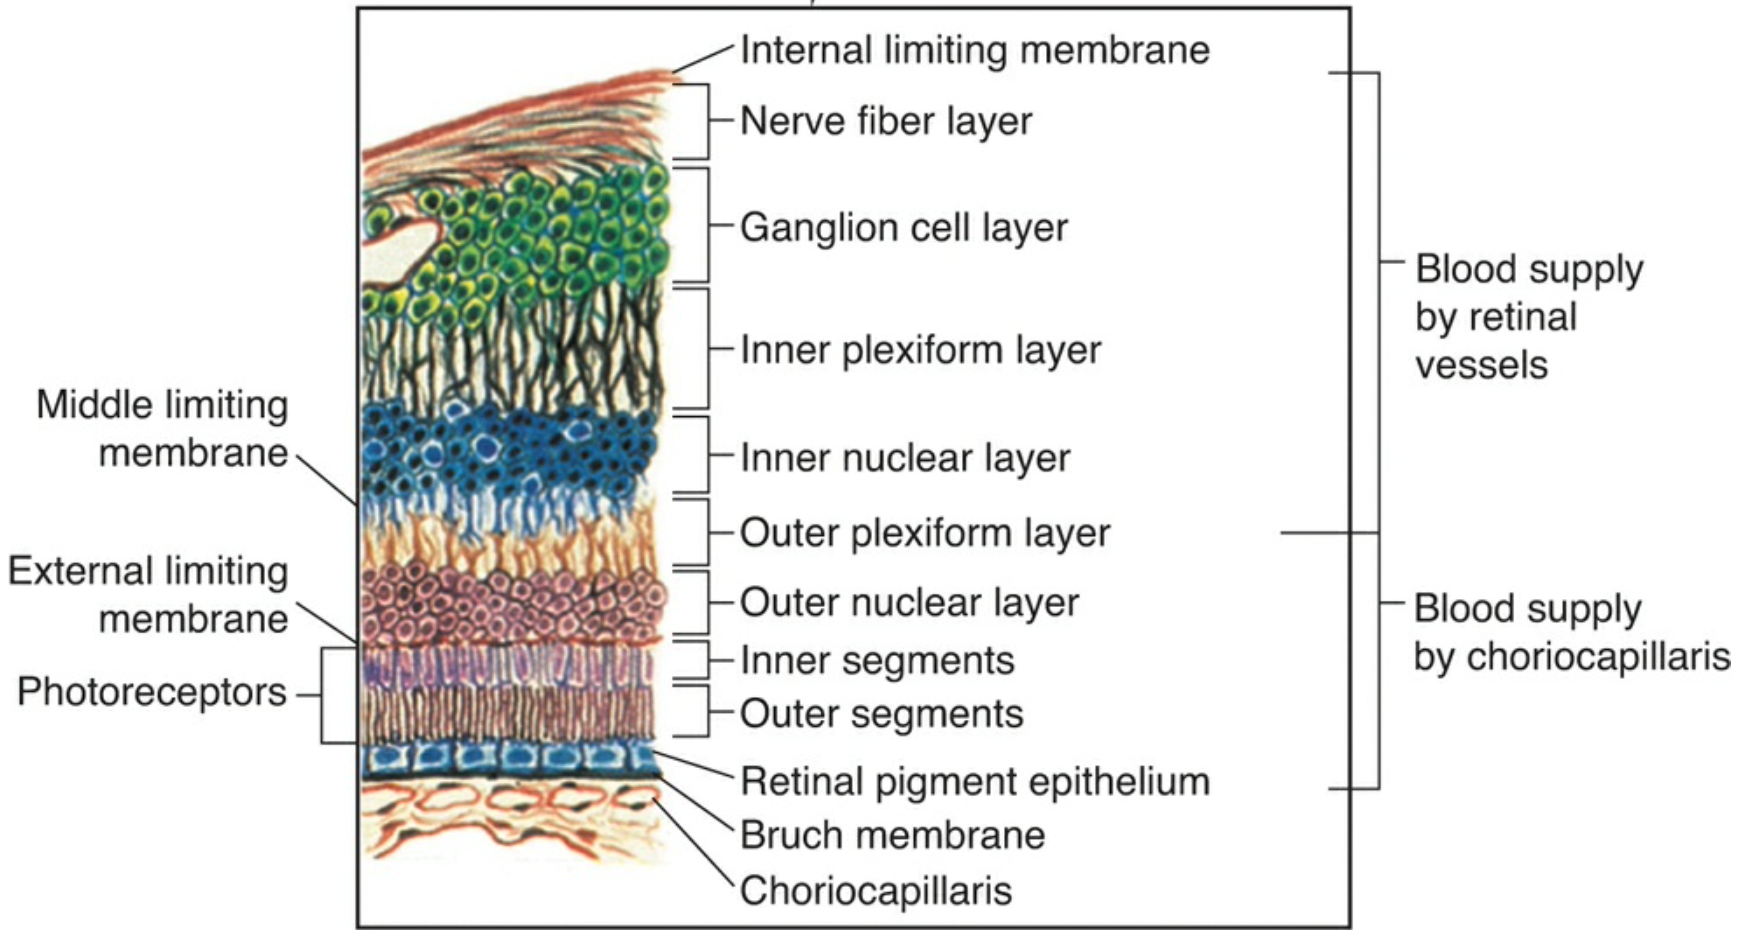 Internal limiting membrane
Nerve fiber layer
Ganglion cell layer
Inner plexiform layer
Inner nuclear layer
Outer plexiform layer
Outer nuclear layer
Inner segments
Outer segments
Retinal pigment epithelium
Bruch membrane
Choriocapillaris
Middle limiting
membrane
External limiting
membrane
Photoreceptors
Blood supply
by retinal
vessels
Blood supply
by choriocapillaris